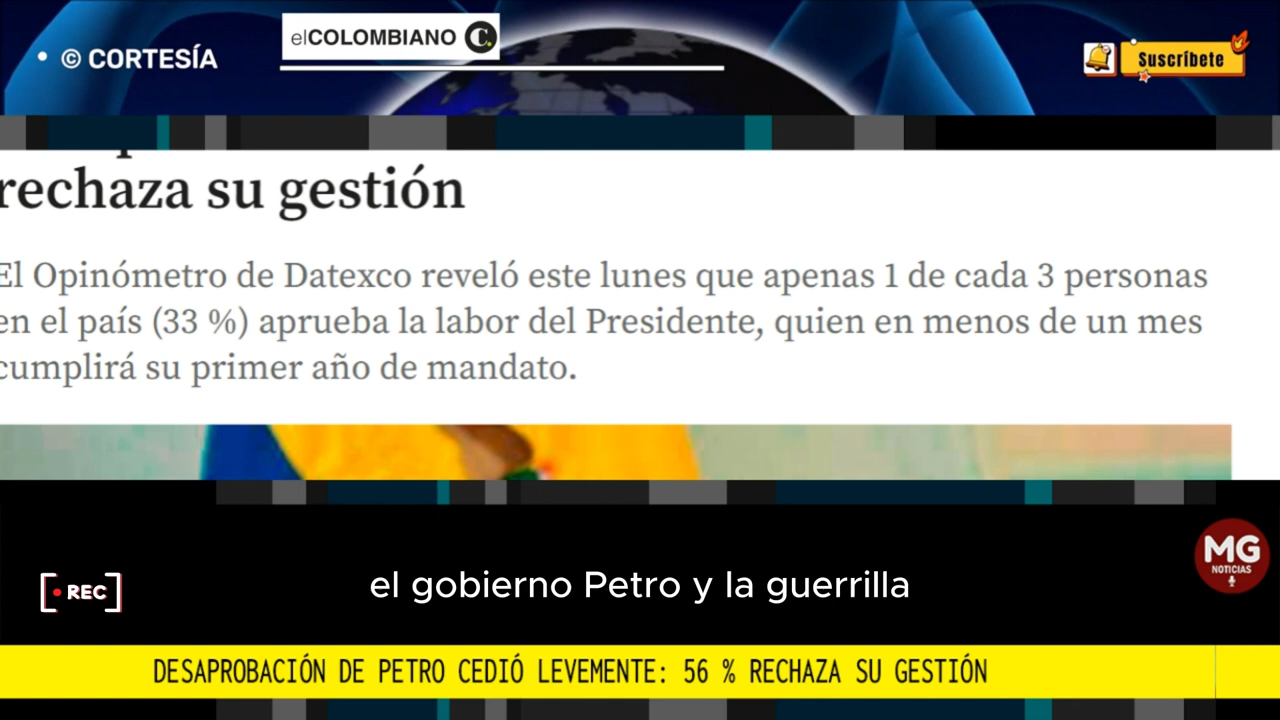 elCOLOMBIANO
© CORTESÍA
Suscríbete
rechaza su gestión
El Opinómetro de Datexco reveló este lunes que apenas 1 de cada 3 personas
en el país (33 %) aprueba la labor del Presidente, quien en menos de un mes
cumplirá su primer año de mandato.
MG
NOTICIAS
REC
el gobierno Petro y la guerrilla
DESAPROBACIÓN DE PETRO CEDIÓ LEVEMENTE: 56 % RECHAZA SU GESTIÓN